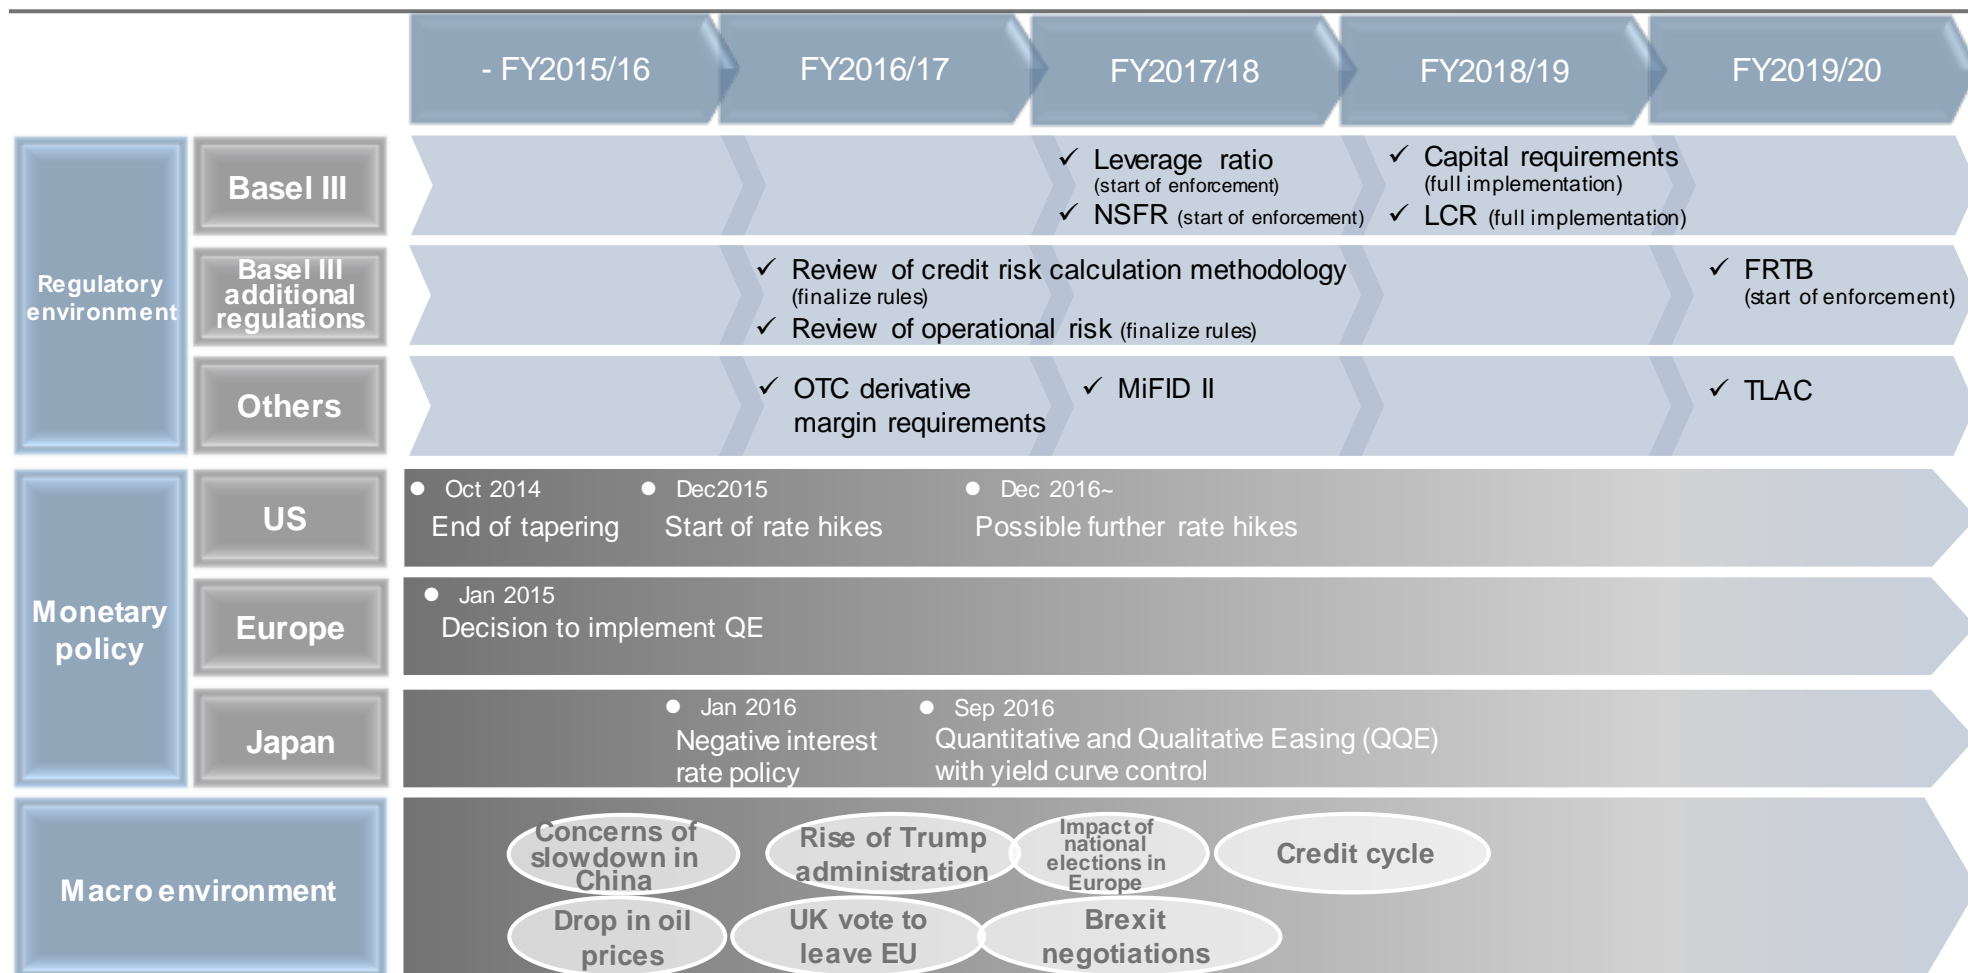 - FY2015/16
FY2016/17
FY2017/18
FY2018/19
FY2019/20
Regulatory
environment
Basel III
✓ Leverage ratio
(start of enforcement)
✓ NSFR (start of enforcement)
✓ Capital requirements
(full implementation)
✓ LCR (full implementation)
Basel III
additional
regulations
✓ Review of credit risk calculation methodology
(finalize rules)
✓ Review of operational risk (finalize rules)
✓ FRTB
(start of enforcement)
Others
✓ OTC derivative
margin requirements
✓ MiFID II
✓ TLAC
Monetary
policy
US
● Oct 2014
End of tapering
● Dec2015
Start of rate hikes
● Dec 2016~
Possible further rate hikes
Europe
● Jan 2015
Decision to implement QE
Japan
● Jan 2016
Negative interest
rate policy
● Sep 2016
Quantitative and Qualitative Easing (QQE)
with yield curve control
Macro environment
Concerns of
slowdown in
China
Rise of Trump
administration
Impact of
national
elections in
Europe
Credit cycle
Drop in oil
prices
UK vote to
leave EU
Brexit
negotiations